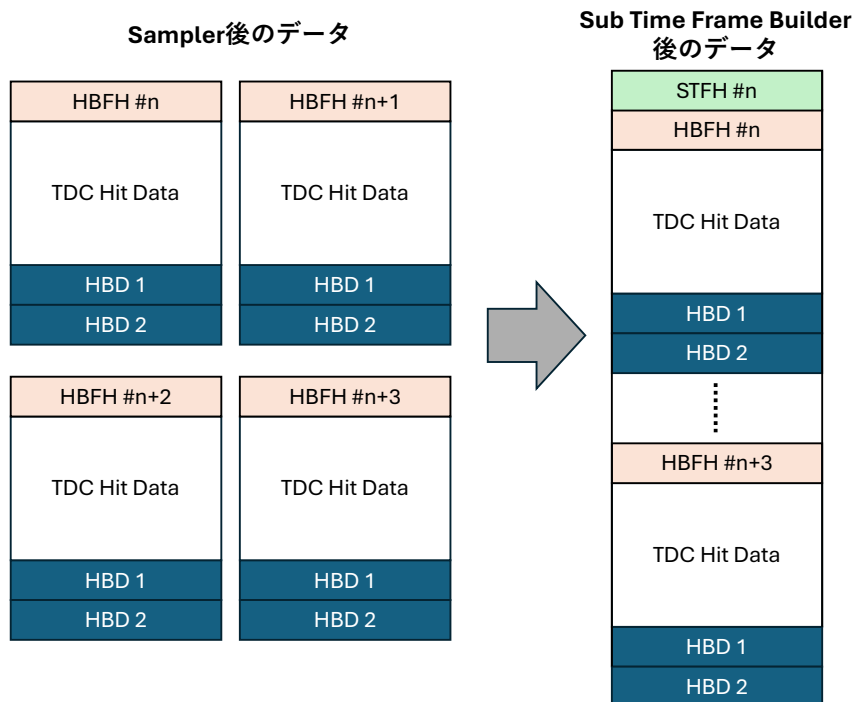 Sampler後のデータ
HBFH #n
TDC Hit Data
HBD 1
HBD 2
HBFH #n+1
TDC Hit Data
HBD 1
HBD 2
HBFH #n+2
TDC Hit Data
HBD 1
HBD 2
HBFH #n+3
TDC Hit Data
HBD 1
HBD 2
Sub Time Frame Builder
後のデータ
STFH #n
HBFH #n
TDC Hit Data
HBD 1
HBD 2
HBFH #n+3
TDC Hit Data
HBD 1
HBD 2